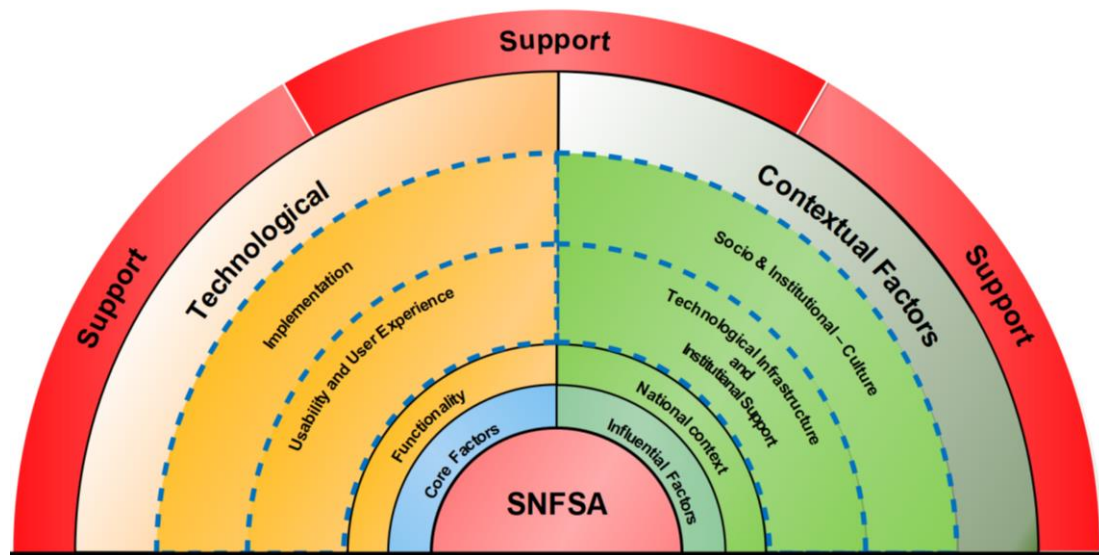 Support
Support
Support
Technological
Contextual Factors
Implementation
Usability and User Experience
Functionality
Core Factors
Socio & Institutional – Culture
Technological Infrastructure
and
Institutional Support
National context
Influential Factors
SNFSA